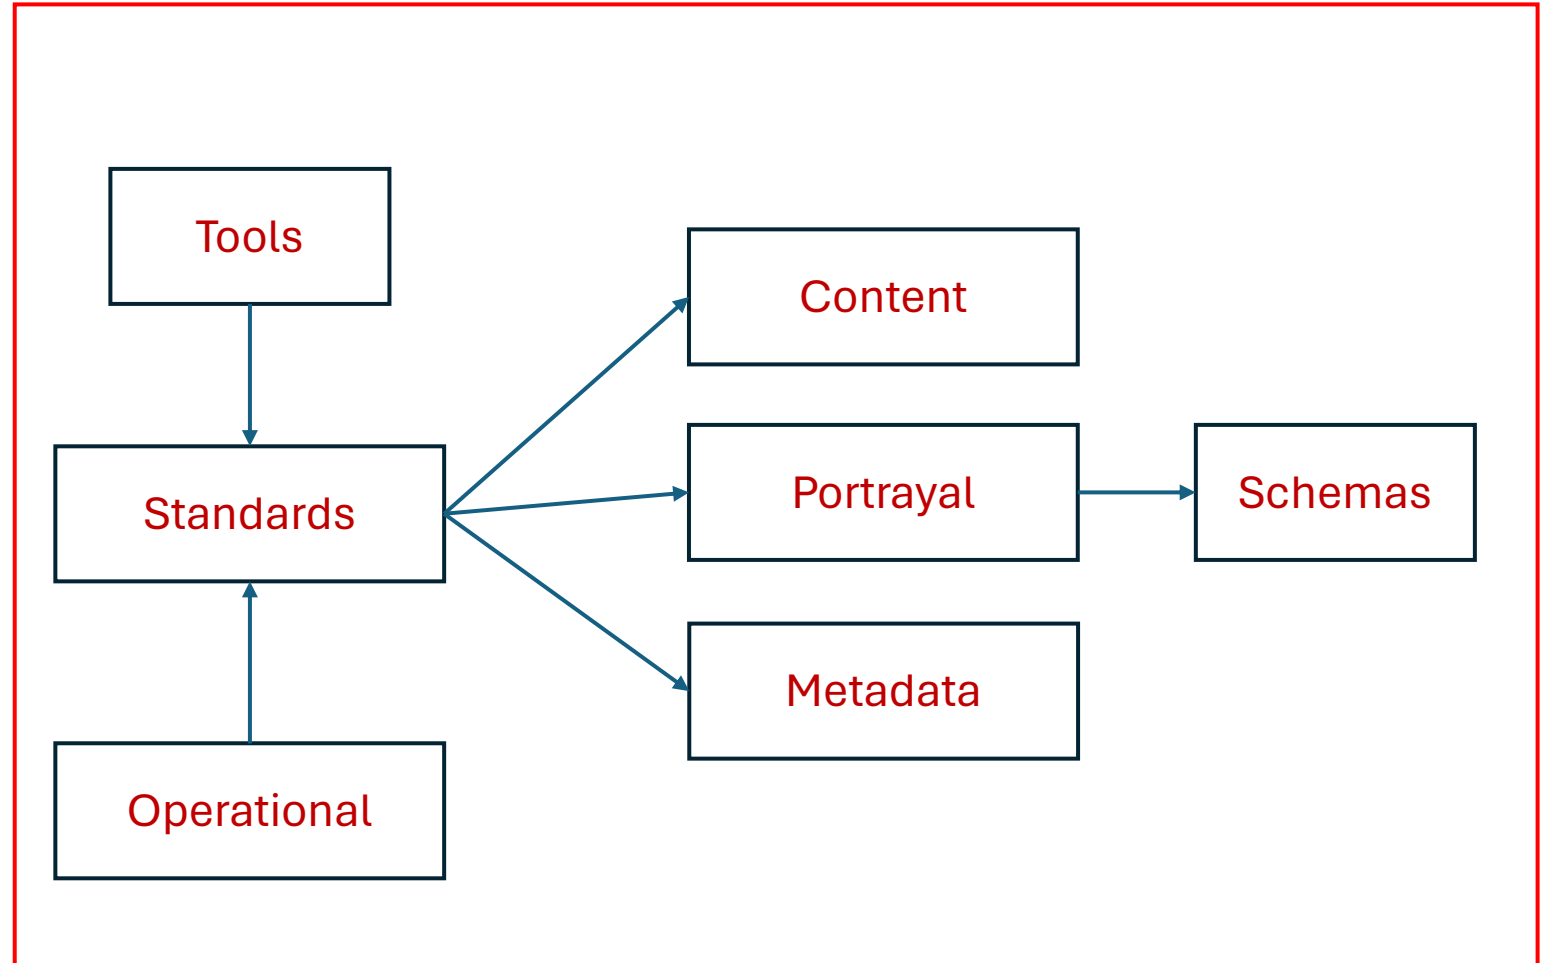 Tools
Content
Portrayal
Schemas
Standards
Metadata
Operational